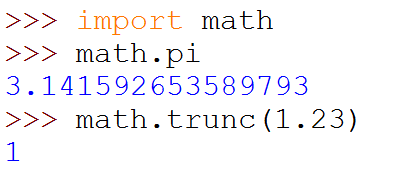 >>> import math
>>> math.pi
3.141592653589793
>>> math.trunc(1.23)
1